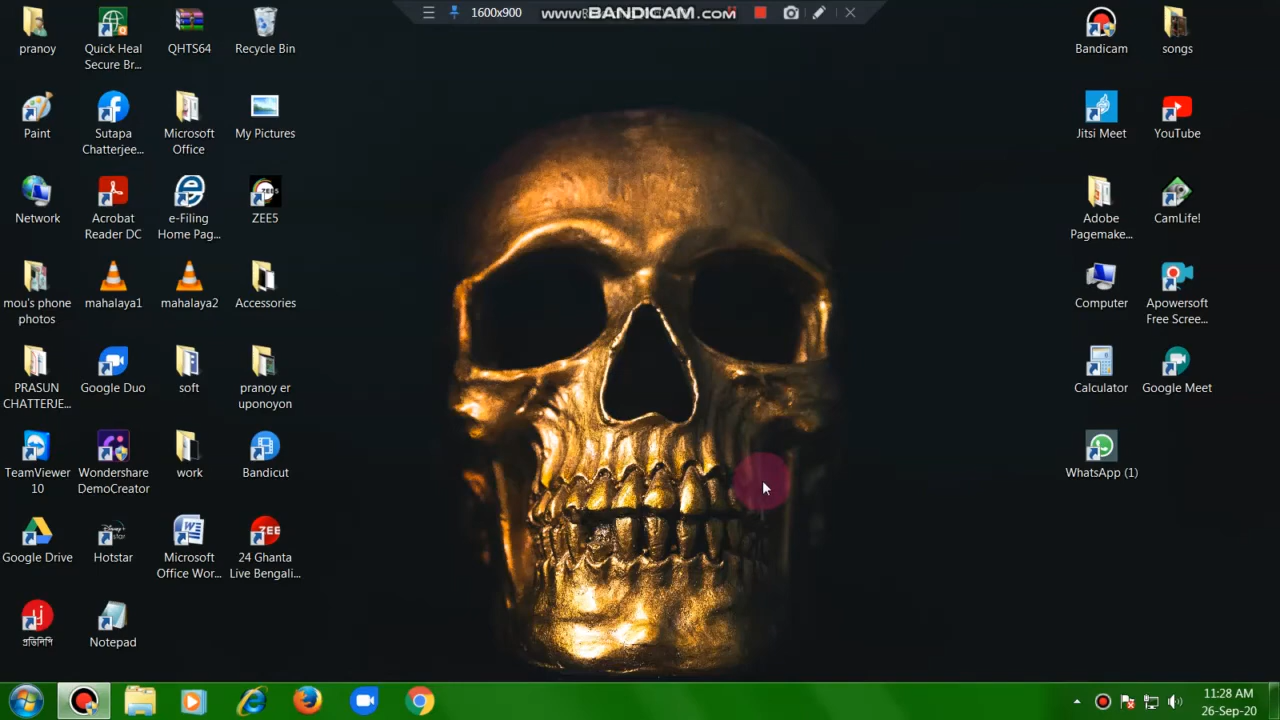 1600x900
www.BANDICAM.com
pranoy
Quick Heal
Secure Br...
QHTS64
Recycle Bin
Bandicam
songs
Paint
Sutapa
Chatterjee...
Microsoft
Office
My Pictures
Jitsi Meet
YouTube
Network
Acrobat
Reader DC
e-Filing
Home Pag...
ZEE5
Adobe
Pagemake...
CamLife!
mou's phone
photos
mahalaya1
mahalaya2
Accessories
Computer
Apowersoft
Free Scree...
PRASUN
CHATTERJE...
Google Duo
soft
pranoy er
uponoyon
Calculator
Google Meet
TeamViewer
10
Wondershare
DemoCreator
work
Bandicut
WhatsApp (1)
Google Drive
Hotstar
Microsoft
Office Wor...
24 Ghanta
Live Bengali...
প্রতিলিপি
Notepad
11:28 AM
26-Sep-20